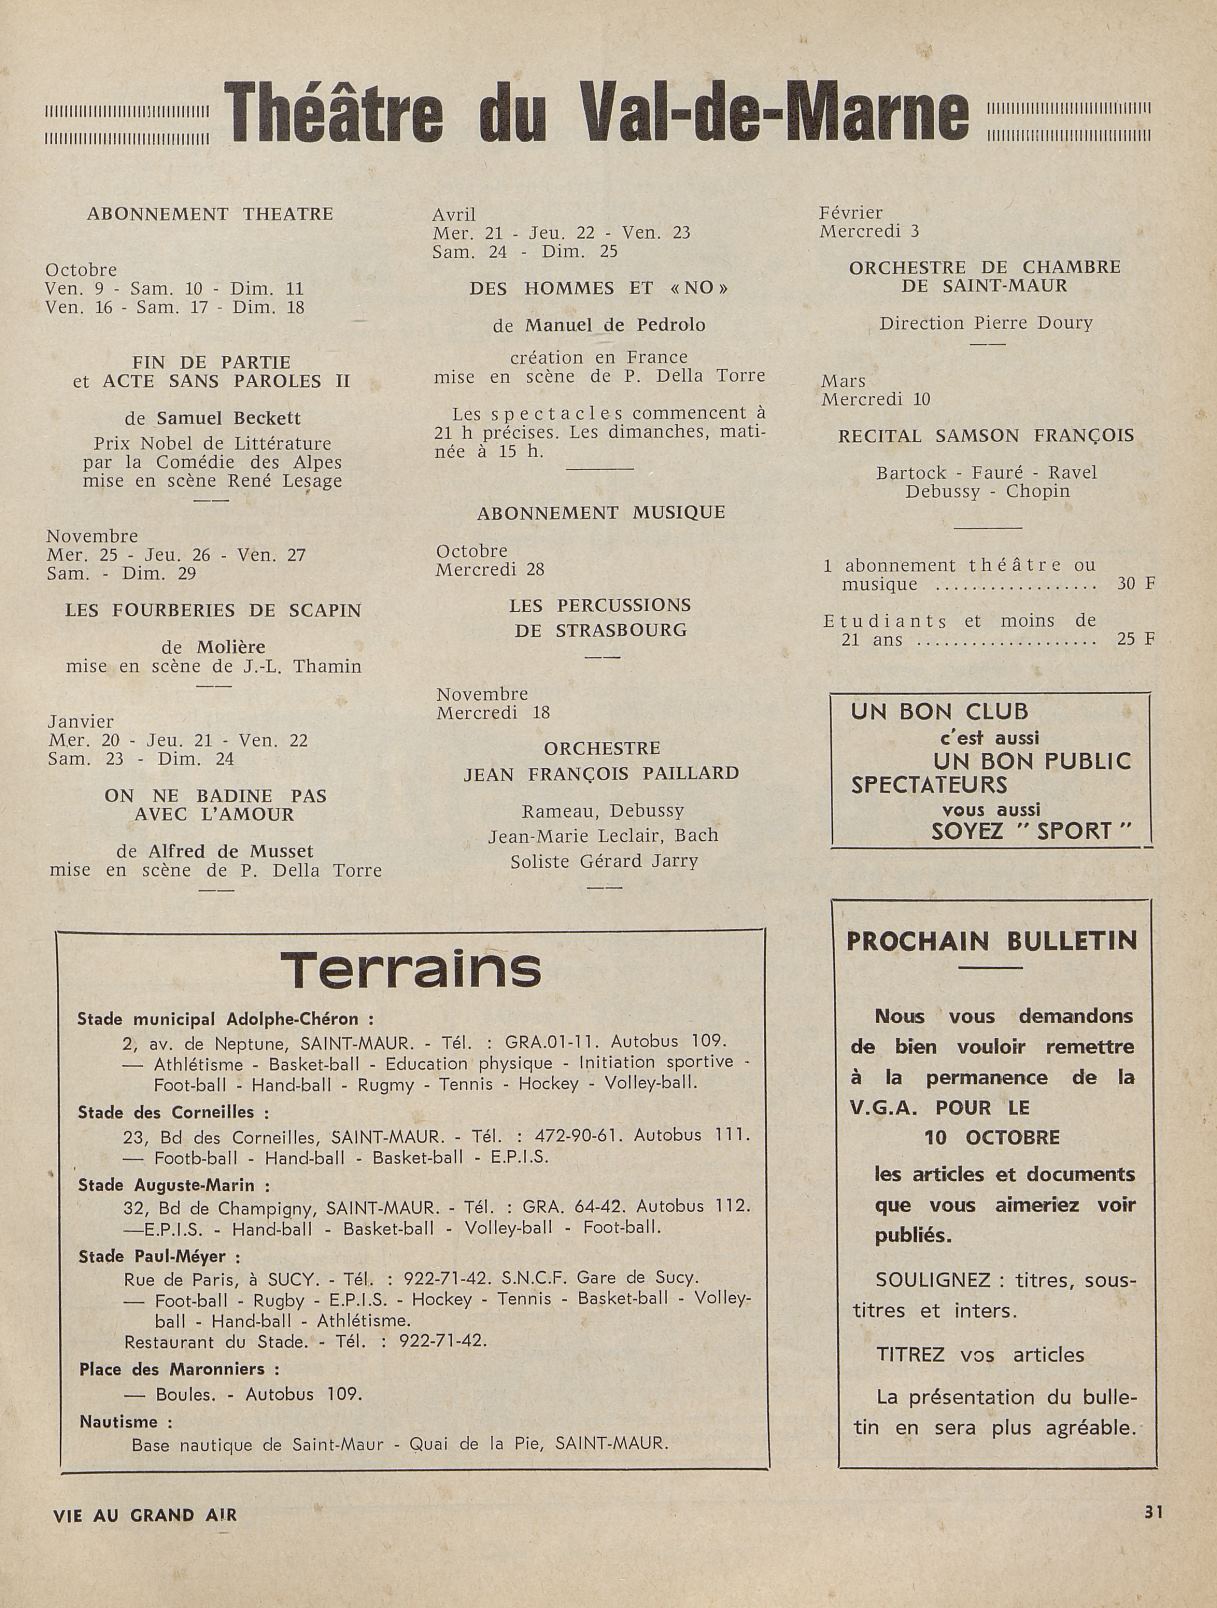 Théâtre du Val-de-Marne
ABONNEMENT THEATRE
Octobre
Ven. 9 - Sam. 10 - Dim. 11
Ven. 16 - Sam. 17 - Dim. 18
FIN DE PARTIE
et ACTE SANS PAROLES II
de Samuel Beckett
Prix Nobel de Littérature
par la Comédie des Alpes
mise en scène René Lesage
Novembre
Mer. 25 - Jeu. 26 - Ven. 27
Sam. - Dim. 29
LES FOURBERIES DE SCAPIN
de Molière
mise en scène de J.-L. Thamin
Janvier
Mer. 20 - Jeu. 21 - Ven. 22
Sam. 23 - Dim. 24
ON NE BADINE PAS
AVEC L'AMOUR
de Alfred de Musset
mise en scène de P. Della Torre
Avril
Mer. 21 - Jeu. 22 - Ven. 23
Sam. 24 - Dim. 25
DES HOMMES ET «NO»
de Manuel de Pedrolo
création en France
mise en scène de P. Della Torre
Les spectacles commencent à
21 h précises. Les dimanches, mati-
née à 15 h.
ABONNEMENT MUSIQUE
Octobre
Mercredi 28
LES PERCUSSIONS
DE STRASBOURG
Novembre
Mercredi 18
ORCHESTRE
JEAN FRANÇOIS PAILLARD
Rameau, Debussy
Jean-Marie Leclair, Bach
Soliste Gérard Jarry
Février
Mercredi 3
ORCHESTRE DE CHAMBRE
DE SAINT-MAUR
Direction Pierre Doury
Mars
Mercredi 10
RECITAL SAMSON FRANÇOIS
Bartock - Fauré - Ravel
Debussy - Chopin
1 abonnement théâtre ou
musique .................. 30 F
Etudiants et moins de
21 ans .................... 25 F
UN BON CLUB
c'est aussi
UN BON PUBLIC
SPECTATEURS
vous aussi
SOYEZ " SPORT "
Terrains
Stade municipal Adolphe-Chéron :
2, av. de Neptune, SAINT-MAUR. - Tél. : GRA.01-11. Autobus 109.
— Athlétisme - Basket-ball - Education physique - Initiation sportive -
Foot-ball - Hand-ball - Rugmy - Tennis - Hockey - Volley-ball.
Stade des Corneilles :
23, Bd des Corneilles, SAINT-MAUR. - Tél. : 472-90-61. Autobus 111.
— Footb-ball - Hand-ball - Basket-ball - E.P.I.S.
Stade Auguste-Marin :
32, Bd de Champigny, SAINT-MAUR. - Tél. : GRA. 64-42. Autobus 112.
—E.P.I.S. - Hand-ball - Basket-ball - Volley-ball - Foot-ball.
Stade Paul-Méyer :
Rue de Paris, à SUCY. - Tél. : 922-71-42. S.N.C.F. Gare de Sucy.
— Foot-ball - Rugby - E.P.I.S. - Hockey - Tennis - Basket-ball - Volley-
ball - Hand-ball - Athlétisme.
Restaurant du Stade. - Tél. : 922-71-42.
Place des Maronniers :
— Boules. - Autobus 109.
Nautisme :
Base nautique de Saint-Maur - Quai de la Pie, SAINT-MAUR.
PROCHAIN BULLETIN
Nous vous demandons
de bien vouloir remettre
à la permanence de la
V.G.A. POUR LE
10 OCTOBRE
les articles et documents
que vous aimeriez voir
publiés.
SOULIGNEZ : titres, sous-
titres et inters.
TITREZ vos articles
La présentation du bulle-
tin en sera plus agréable.
VIE AU GRAND AIR
31